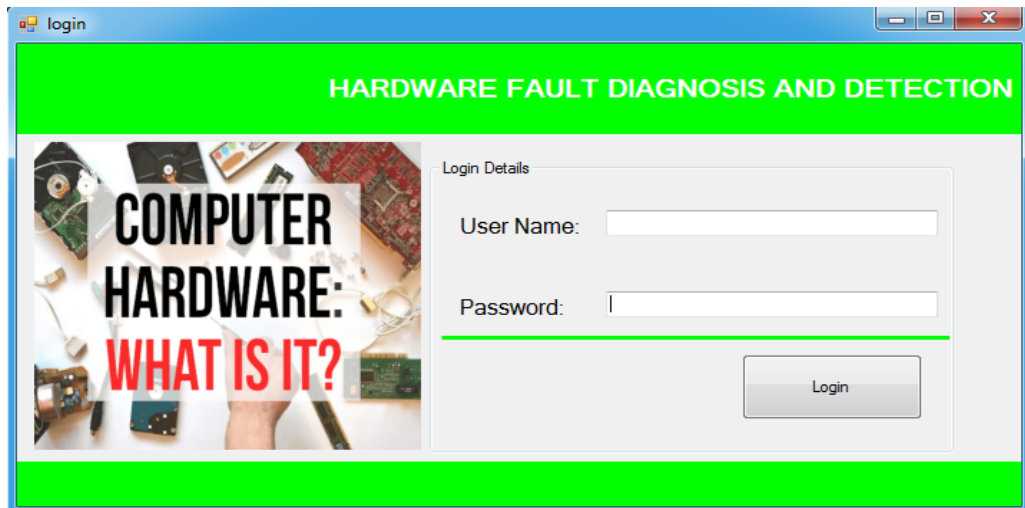 login
HARDWARE FAULT DIAGNOSIS AND DETECTION
COMPUTER
HARDWARE:
WHAT IS IT?
Login Details
User Name:
Password:
Login